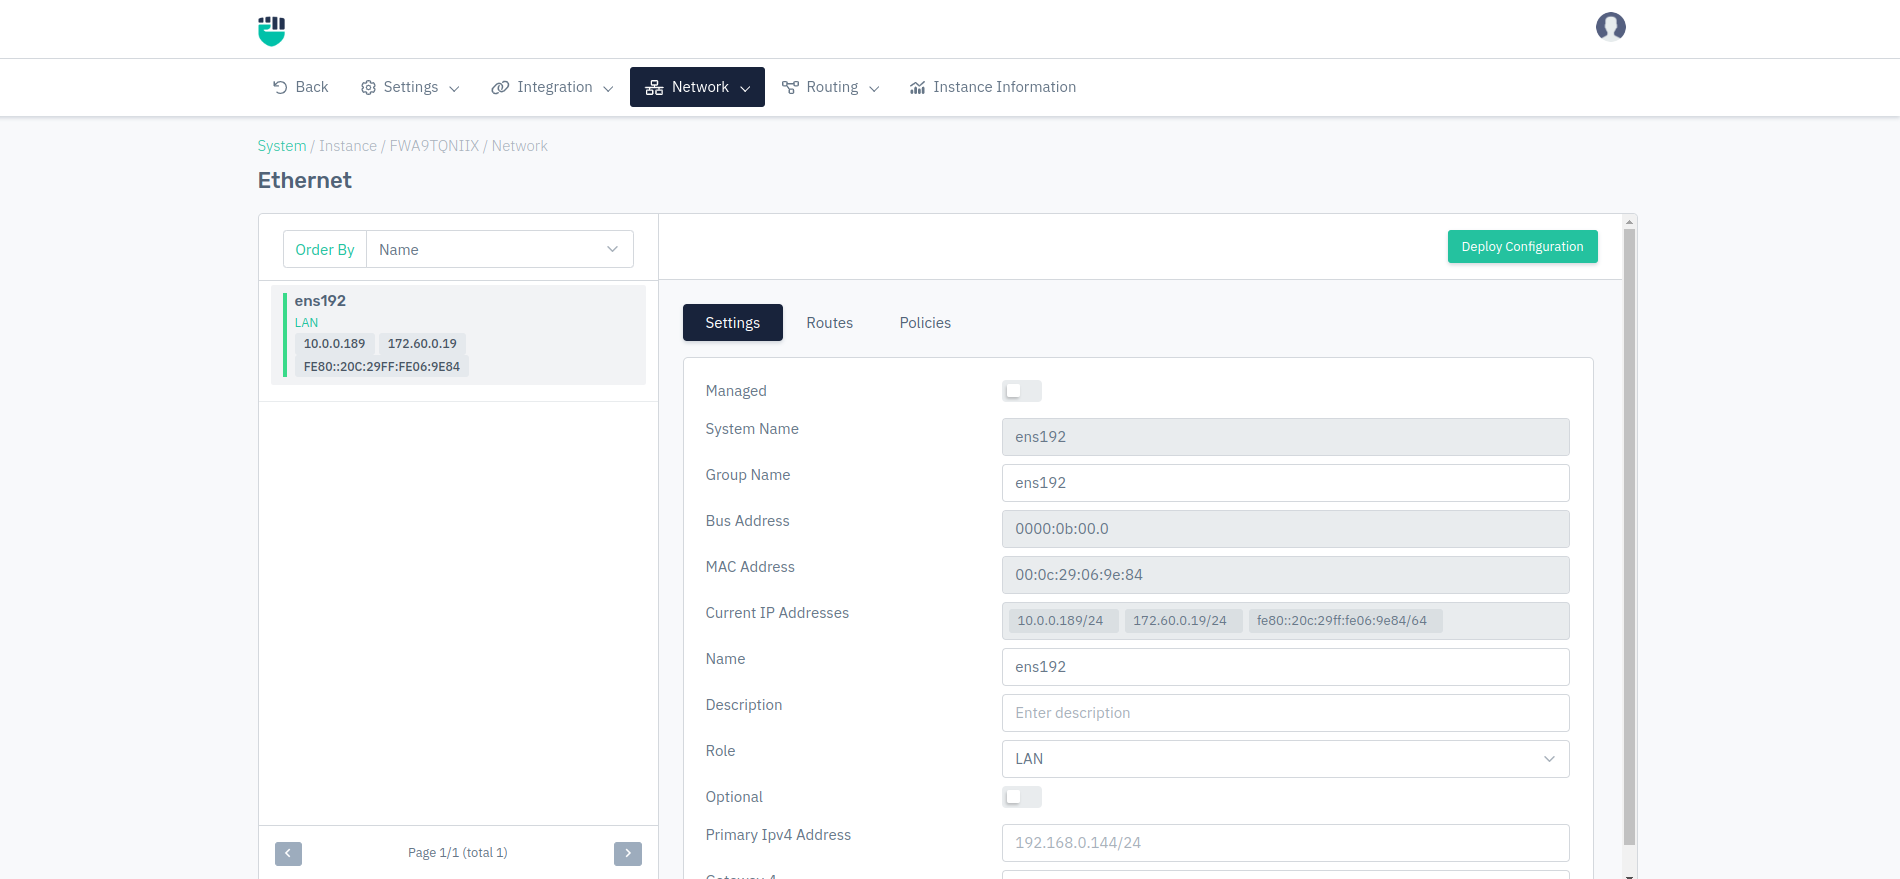 Back Settings Integration Network Routing Instance Information
System / Instance / FWA9TQNIIX / Network
Ethernet
Order By Name
Deploy Configuration
ens192
LAN
10.0.0.189 172.60.0.19
FE80::20C:29FF:FE06:9E84
Page 1/1 (total 1)
Settings Routes Policies
Managed
System Name ens192
Group Name ens192
Bus Address 0000:0b:00.0
MAC Address 00:0c:29:06:9e:84
Current IP Addresses 10.0.0.189/24 172.60.0.19/24 fe80::20c:29ff:fe06:9e84/64
Name ens192
Description Enter description
Role LAN
Optional
Primary Ipv4 Address 192.168.0.144/24